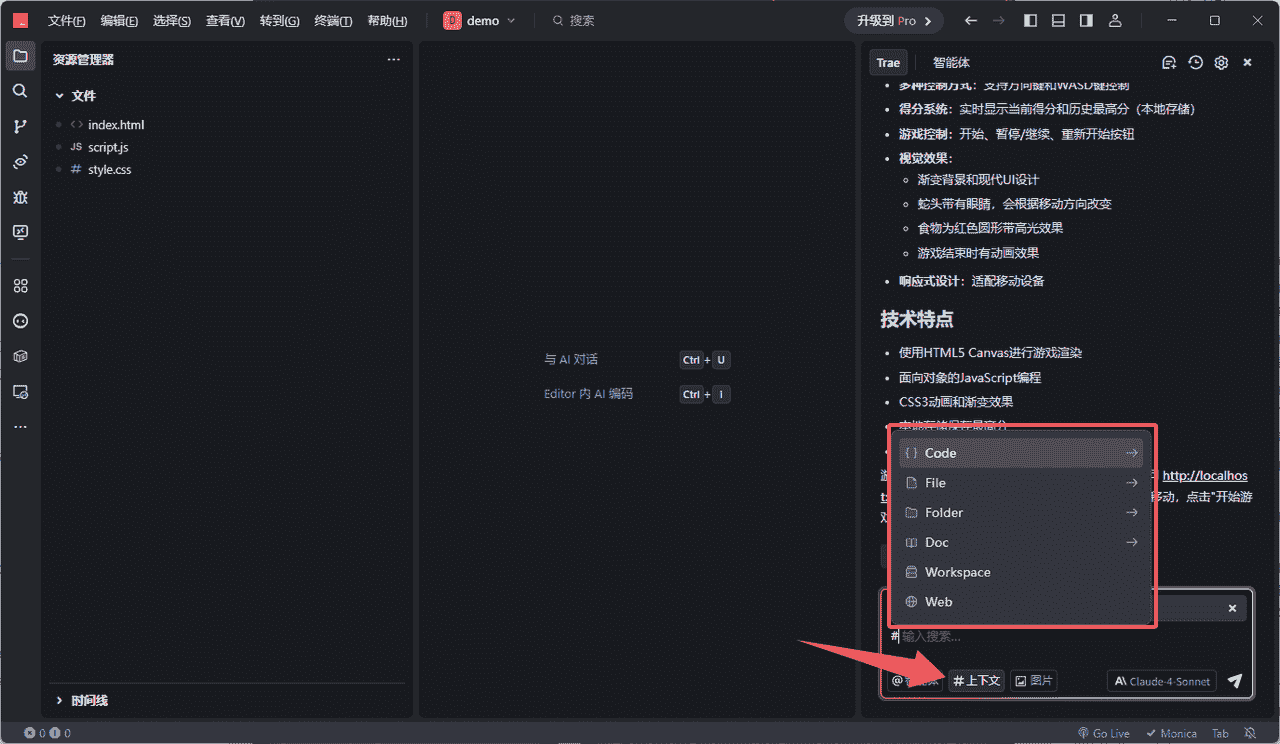 文件(F) 编辑(E) 选择(S) 查看(V) 转到(G) 终端(T) 帮助(H) D demo 搜索 升级到 Pro
资源管理器
文件
index.html
JS script.js
# style.css
时间线
与 AI 对话 Ctrl + U
Editor 内 AI 编码 Ctrl + I
Trae 智能体
多种控制方式：支持方向键和WASD键控制
得分系统：实时显示当前得分和历史最高分（本地存储）
游戏控制：开始、暂停/继续、重新开始按钮
视觉效果：
渐变背景和现代UI设计
蛇头带有眼睛，会根据移动方向改变
食物为红色圆形带高光效果
游戏结束时有动画效果
响应式设计：适配移动设备
技术特点
使用HTML5 Canvas进行游戏渲染
面向对象的JavaScript编程
CSS3动画和渐变效果
本地存储保存最高分
http://localhos
移动，点击"开始游
Code
File
Folder
Doc
Workspace
Web
# 输入搜索...
@ # 上下文 图片 Claude-4-Sonnet
0 0 Go Live Monica Tab